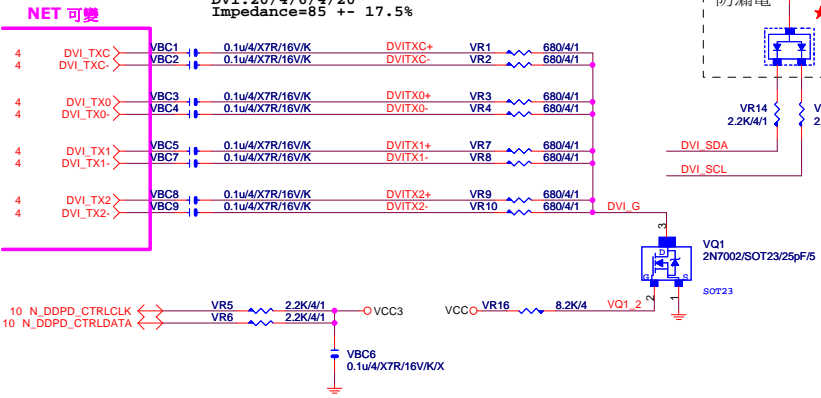 NET 可變
Impedance=85 +- 17.5%
防漏電
4 DVI_TXC VBC1 0.1u/4/X7R/16V/K DVITXC+ VR1 680/4/1
4 DVI_TXC- VBC2 0.1u/4/X7R/16V/K DVITXC- VR2 680/4/1
4 DVI_TX0 VBC3 0.1u/4/X7R/16V/K DVITX0+ VR3 680/4/1
4 DVI_TX0- VBC4 0.1u/4/X7R/16V/K DVITX0- VR4 680/4/1
VR14
2.2K/4/1
4 DVI_TX1 VBC5 0.1u/4/X7R/16V/K DVITX1+ VR7 680/4/1
4 DVI_TX1- VBC7 0.1u/4/X7R/16V/K DVITX1- VR8 680/4/1
DVI_SDA
DVI_SCL
4 DVI_TX2 VBC8 0.1u/4/X7R/16V/K DVITX2+ VR9 680/4/1
4 DVI_TX2- VBC9 0.1u/4/X7R/16V/K DVITX2- VR10 680/4/1
DVI_G
3
D
G
S
2
1
VQ1
2N7002/SOT23/25pF/5
SOT23
10 N_DDPD_CTRLCLK VR5 2.2K/4/1
10 N_DDPD_CTRLDATA VR6 2.2K/4/1
VCC3
VCC VR16 8.2K/4 VQ1_2
VBC6
0.1u/4/X7R/16V/K/X